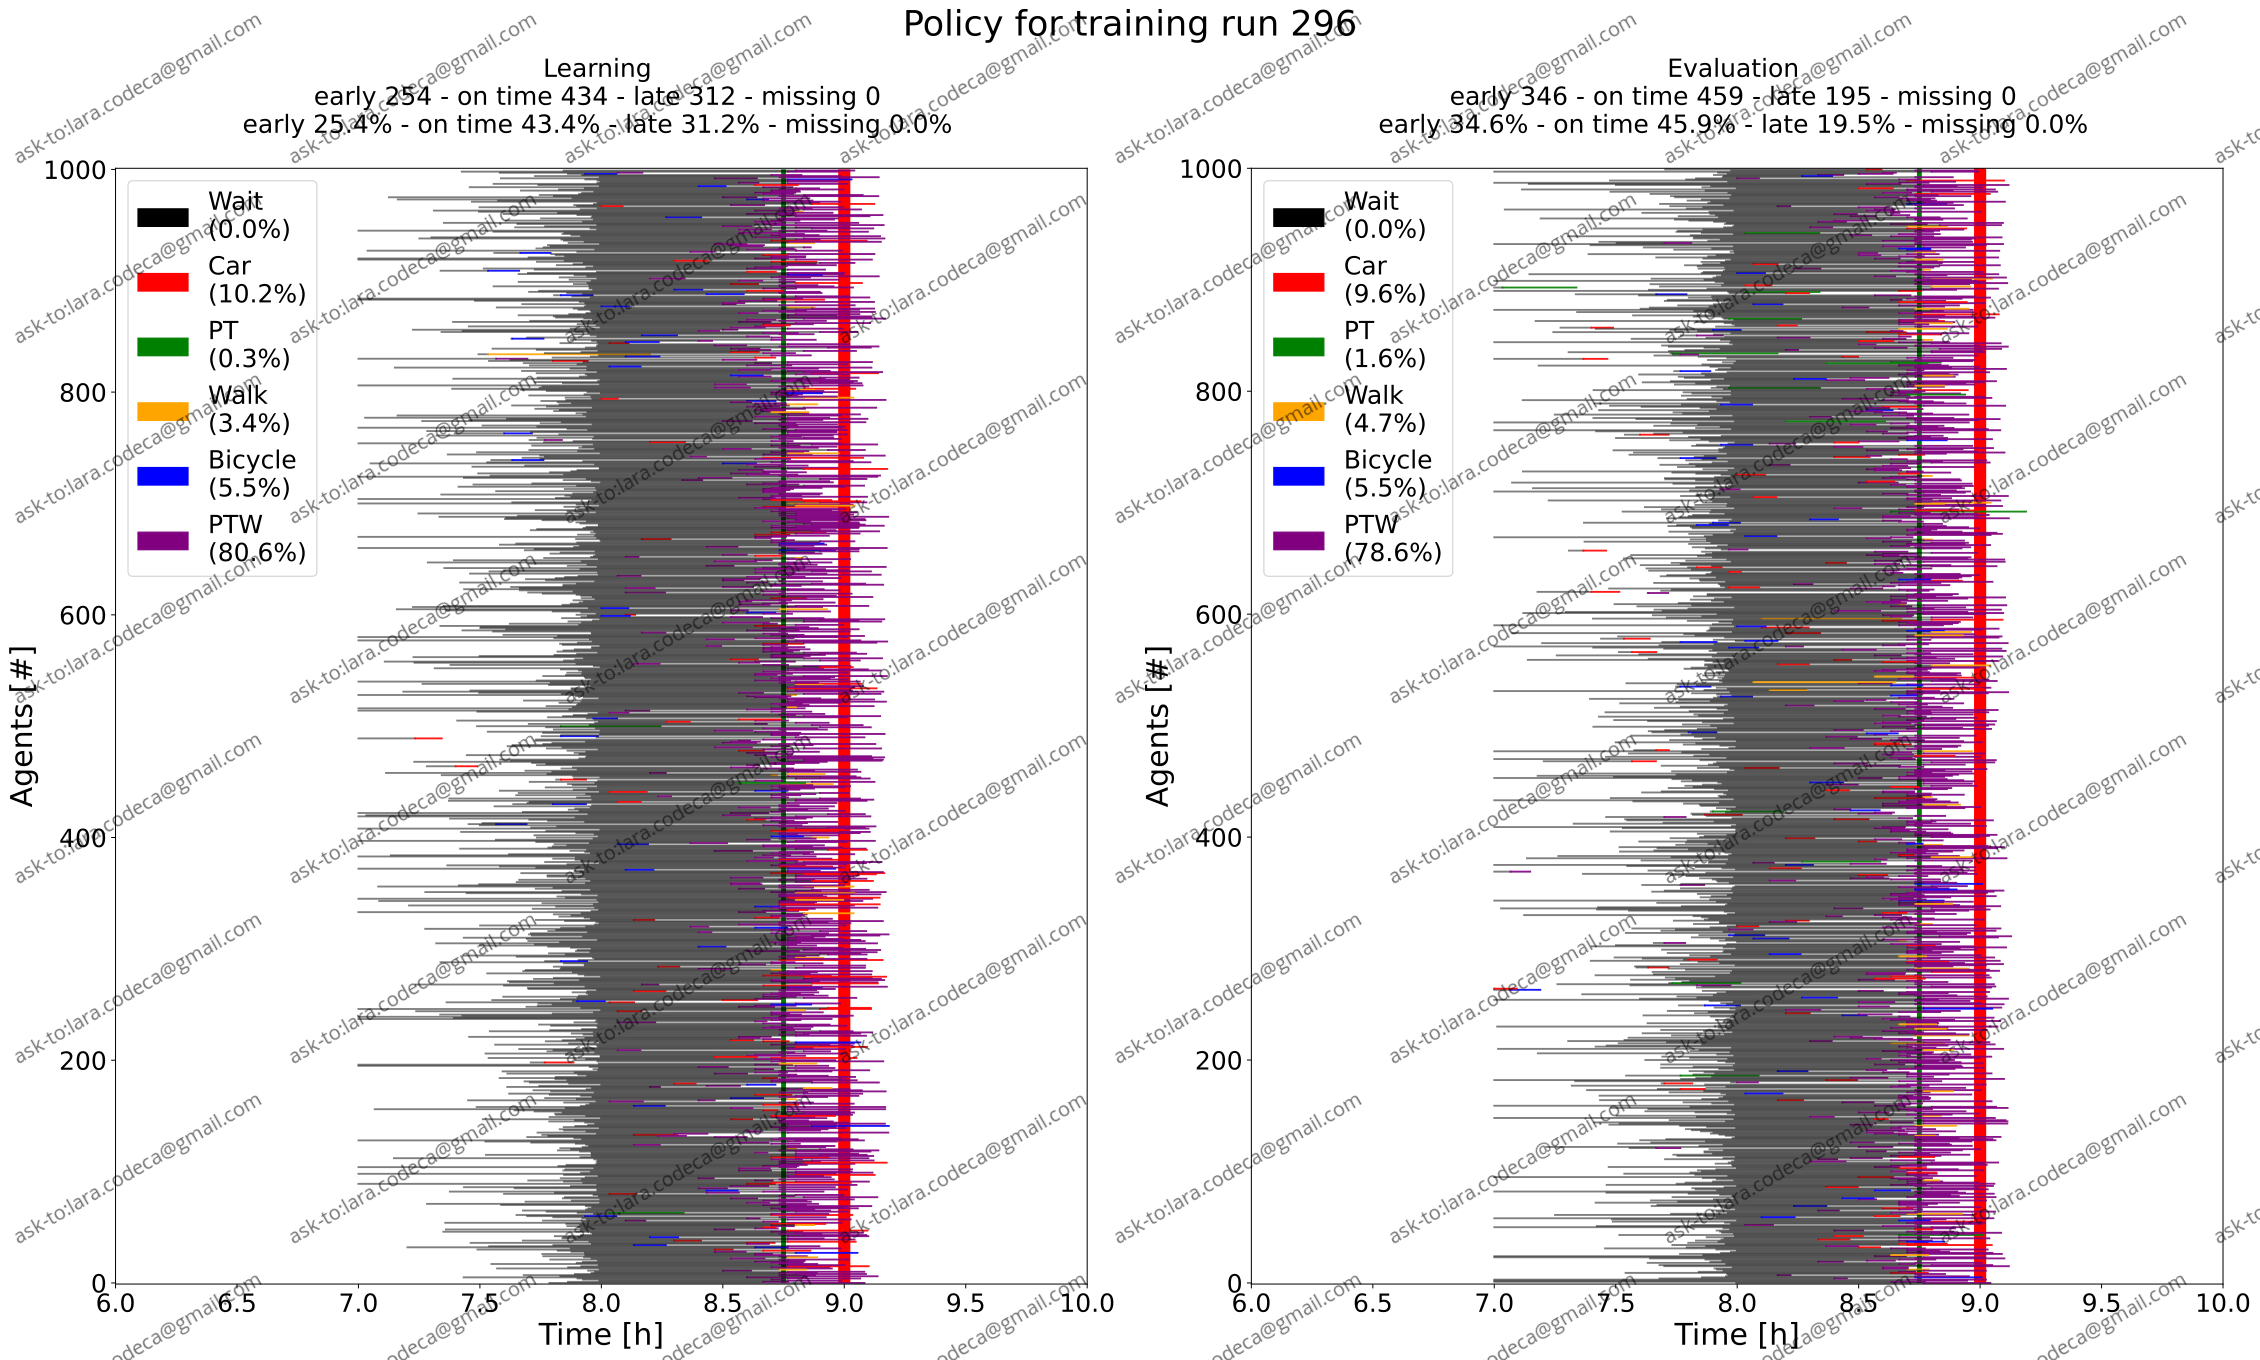 Policy for training run 296
Learning
early 254 - on time 434 - late 312 - missing 0
early 25.4% - on time 43.4% - late 31.2% - missing 0.0%
1000
800
600
400
200
0
Agents [#]
Wait
(0.0%)
Car
(10.2%)
PT
(0.3%)
Walk
(3.4%)
Bicycle
(5.5%)
PTW
(80.6%)
6.0 6.5 7.0 7.5 8.0 8.5 9.0 9.5 10.0
Time [h]
Evaluation
early 346 - on time 459 - late 195 - missing 0
early 34.6% - on time 45.9% - late 19.5% - missing 0.0%
1000
800
600
400
200
0
Agents [#]
Wait
(0.0%)
Car
(9.6%)
PT
(1.6%)
Walk
(4.7%)
Bicycle
(5.5%)
PTW
(78.6%)
6.0 6.5 7.0 7.5 8.0 8.5 9.0 9.5 10.0
Time [h]
ask-to:lara.codeca@gmail.com